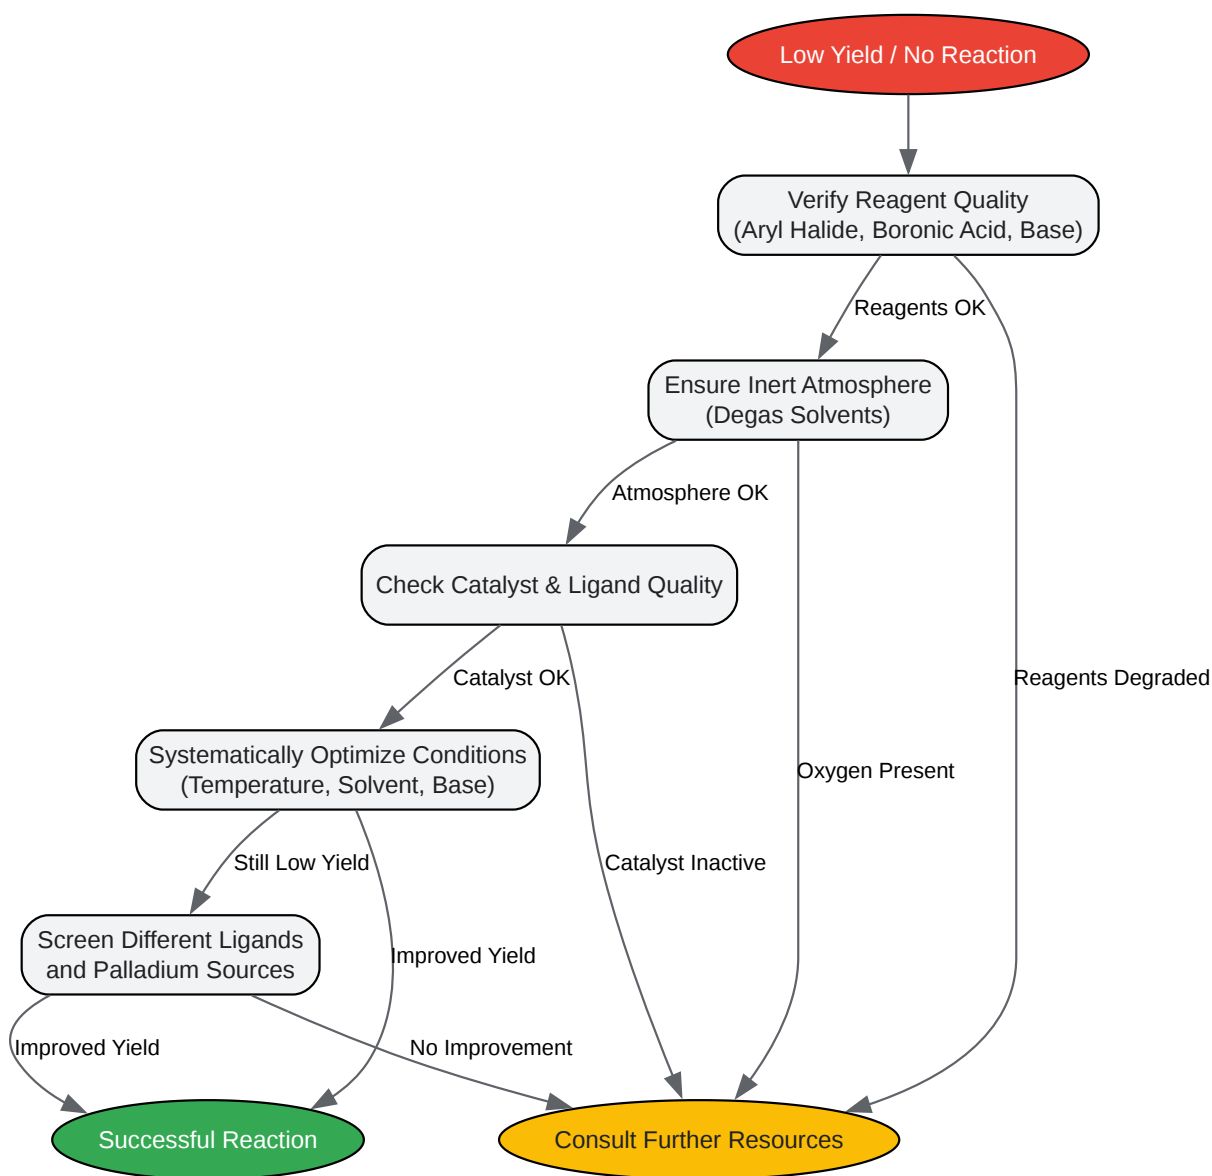 Low Yield / No Reaction
Verify Reagent Quality
(Aryl Halide, Boronic Acid, Base)
Reagents OK
Ensure Inert Atmosphere
(Degas Solvents)
Atmosphere OK
Check Catalyst & Ligand Quality
Catalyst OK
Reagents Degraded
Systematically Optimize Conditions
(Temperature, Solvent, Base)
Oxygen Present
Still Low Yield
Catalyst Inactive
Screen Different Ligands
and Palladium Sources
Improved Yield
Improved Yield
No Improvement
Successful Reaction
Consult Further Resources